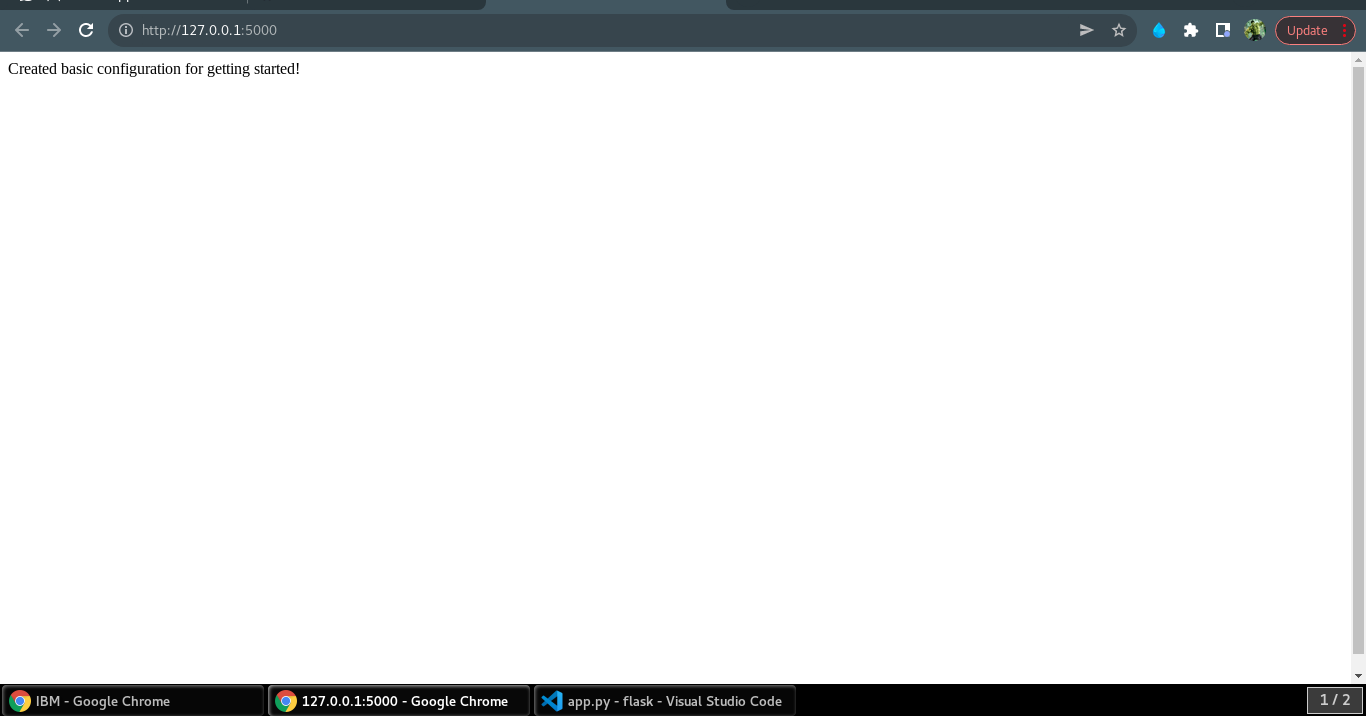 http://127.0.0.1:5000
Update
Created basic configuration for getting started!
IBM - Google Chrome
127.0.0.1:5000 - Google Chrome
app.py - flask - Visual Studio Code
1 / 2